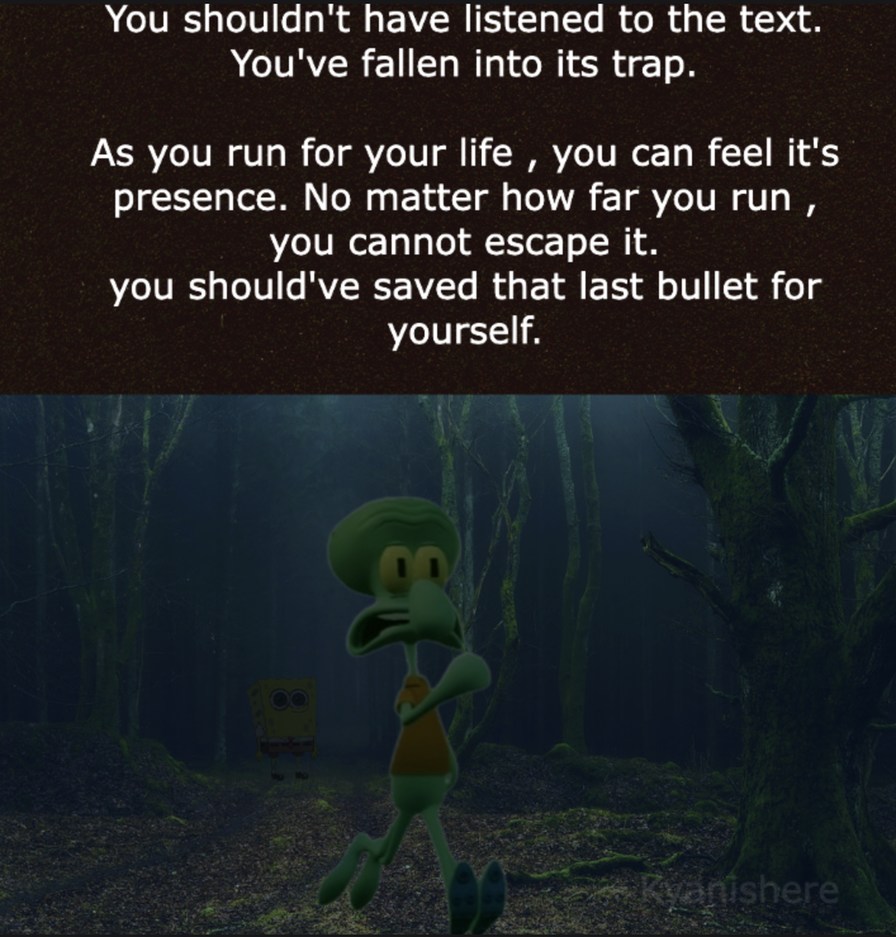 You shouldn't have listened to the text.
You've fallen into its trap.
As you run for your life , you can feel it's
presence. No matter how far you run ,
you cannot escape it.
you should've saved that last bullet for
yourself.
Kyanishere